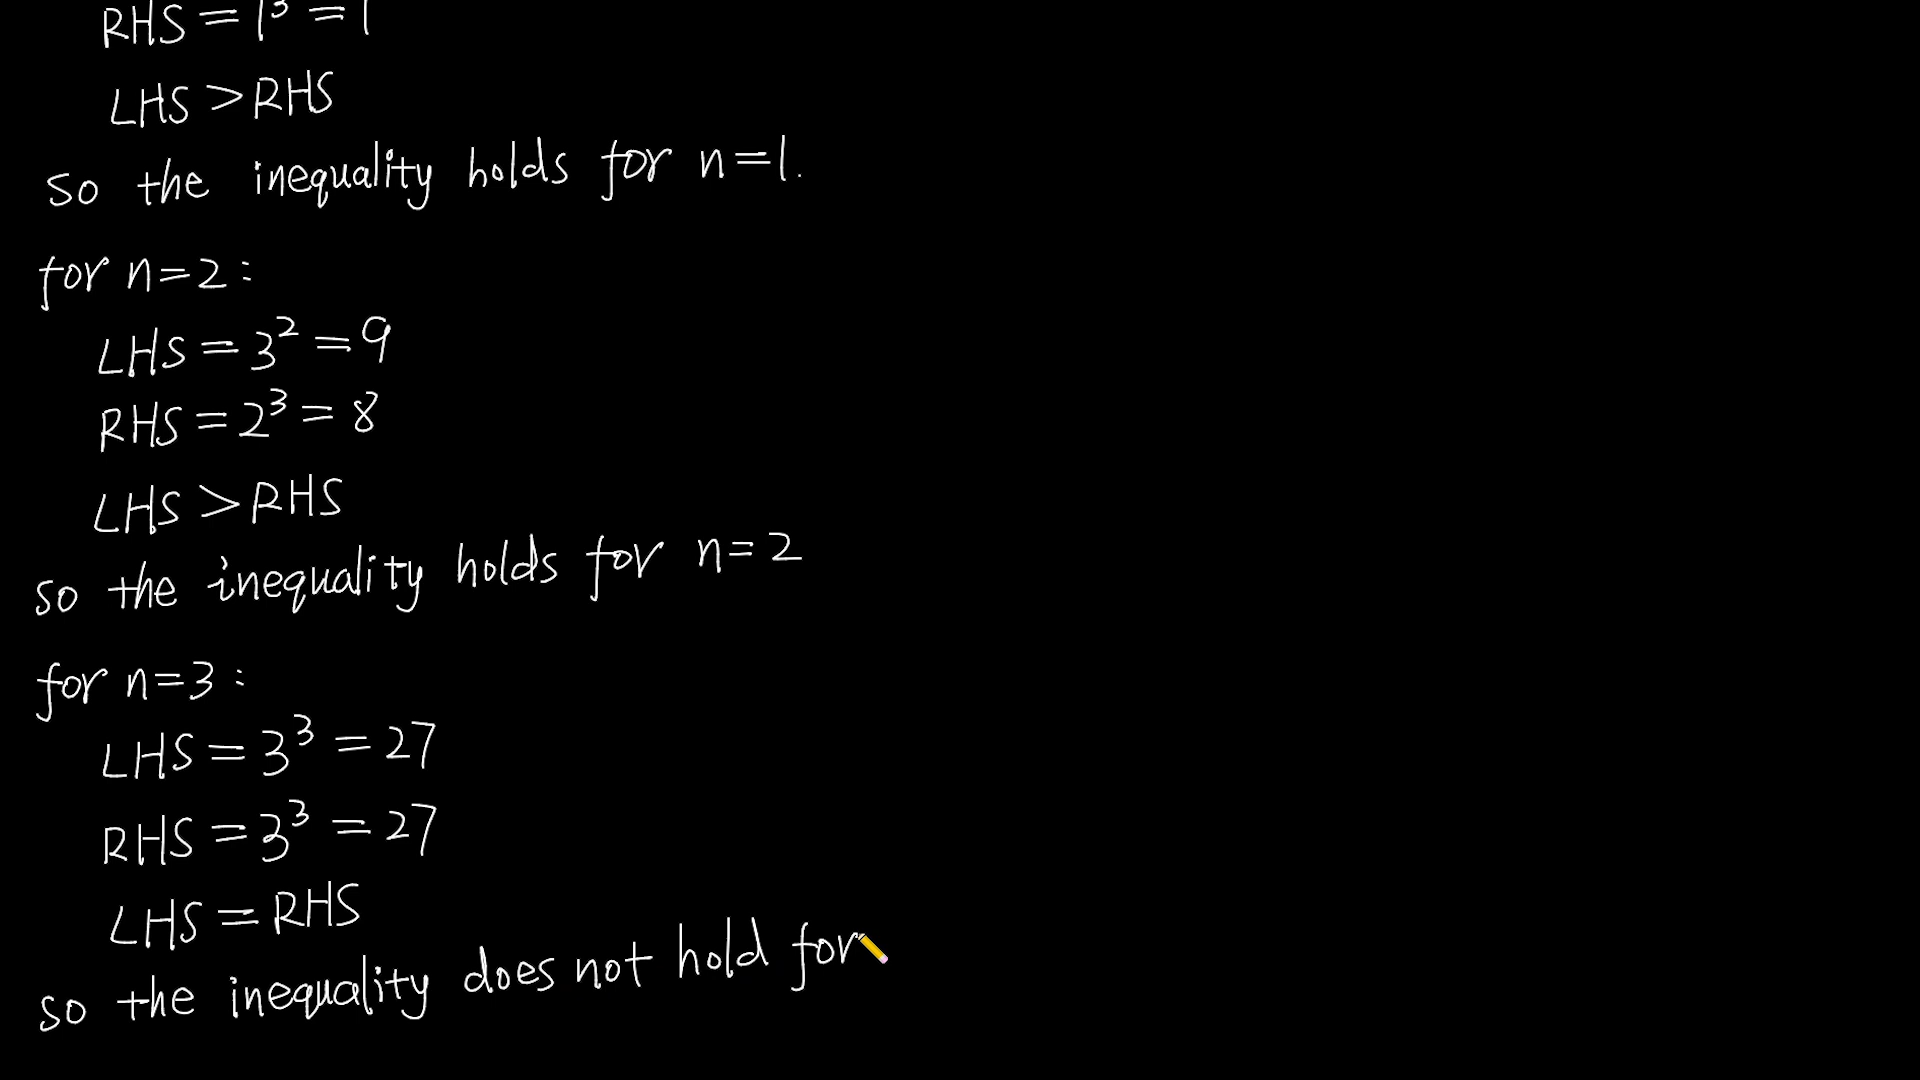 RHS = 1³ = 1
LHS > RHS
so the inequality holds for n=1.
for n=2:
LHS = 3² = 9
RHS = 2³ = 8
LHS > RHS
so the inequality holds for n=2
for n=3:
LHS = 3³ = 27
RHS = 3³ = 27
LHS = RHS
so the inequality does not hold for